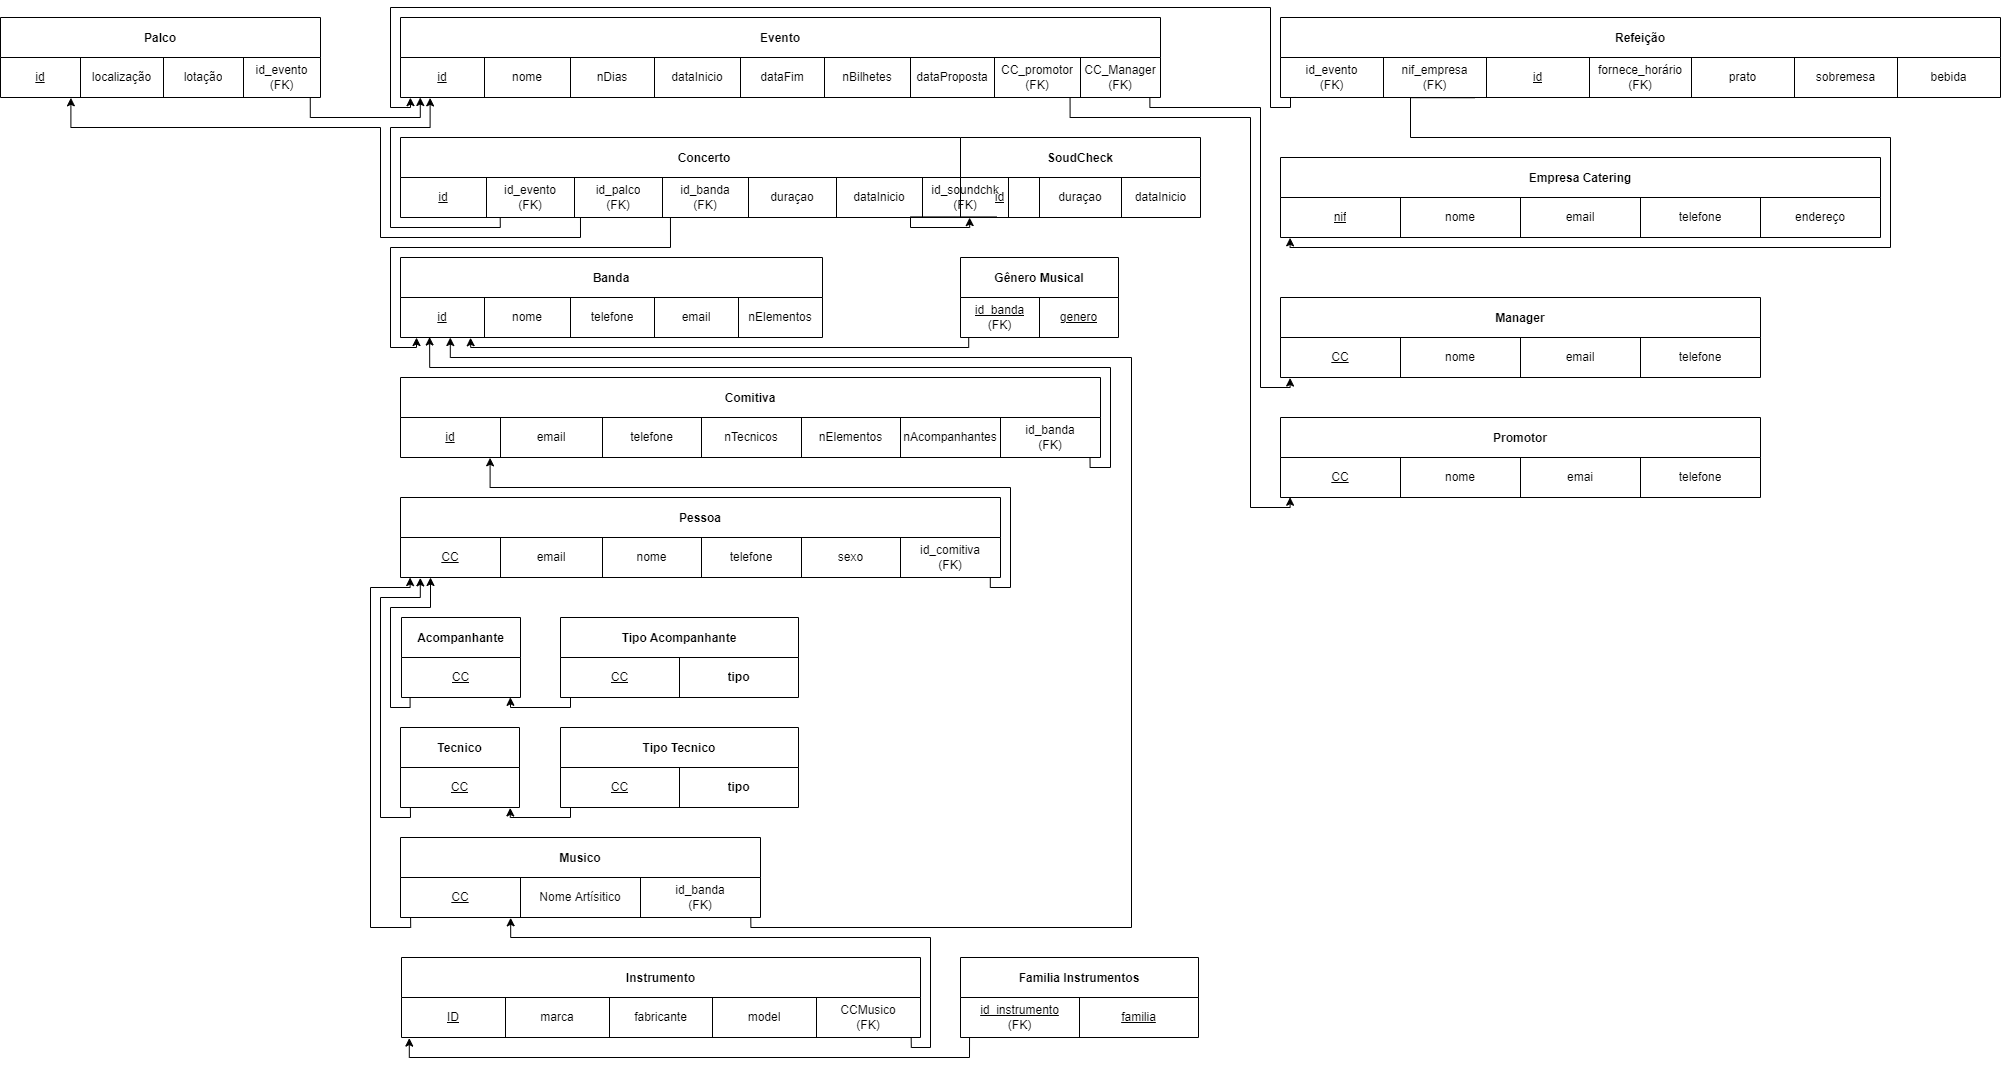 Palco
id
localização
lotação
id_evento
(FK)
Evento
id
nome
nDias
dataInicio
dataFim
nBilhetes
dataProposta
CC_promotor
(FK)
CC_Manager
(FK)
Refeição
id_evento
(FK)
nif_empresa
(FK)
id
fornece_horário
(FK)
prato
sobremesa
bebida
Concerto
id
id_evento
(FK)
id_palco
(FK)
id_banda
(FK)
duraçao
dataInicio
id_soundchk
(FK)
SoudCheck
id
duraçao
dataInicio
Empresa Catering
nif
nome
email
telefone
endereço
Banda
id
nome
telefone
email
nElementos
Gênero Musical
id_banda
(FK)
genero
Manager
CC
nome
email
telefone
Comitiva
id
email
telefone
nTecnicos
nElementos
nAcompanhantes
id_banda
(FK)
Promotor
CC
nome
emai
telefone
Pessoa
CC
email
nome
telefone
sexo
id_comitiva
(FK)
Acompanhante
CC
Tipo Acompanhante
CC
tipo
Tecnico
CC
Tipo Tecnico
CC
tipo
Musico
CC
Nome Artísitico
id_banda
(FK)
Instrumento
ID
marca
fabricante
model
CCMusico
(FK)
Familia Instrumentos
id_instrumento
(FK)
familia